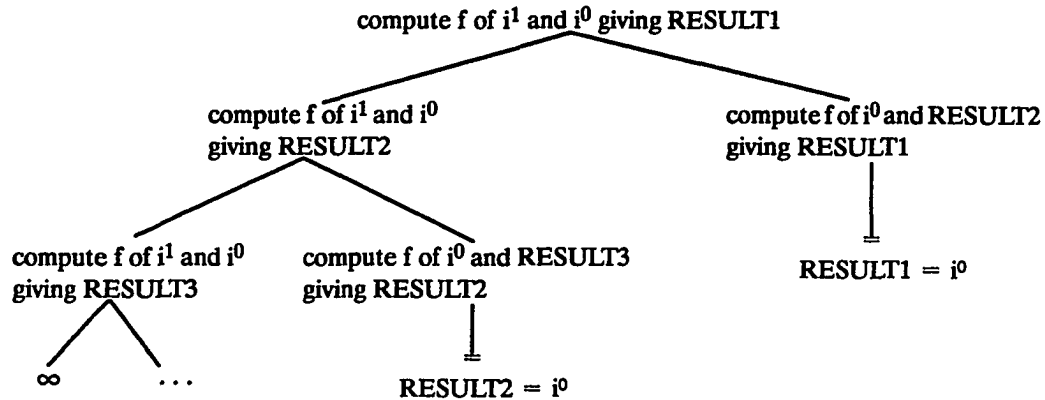 compute f of i¹ and i⁰ giving RESULT1
compute f of i¹ and i⁰
giving RESULT2
compute f of i⁰ and RESULT2
giving RESULT1
compute f of i¹ and i⁰
giving RESULT3
compute f of i⁰ and RESULT3
giving RESULT2
RESULT1 = i⁰
∞
. . .
RESULT2 = i⁰